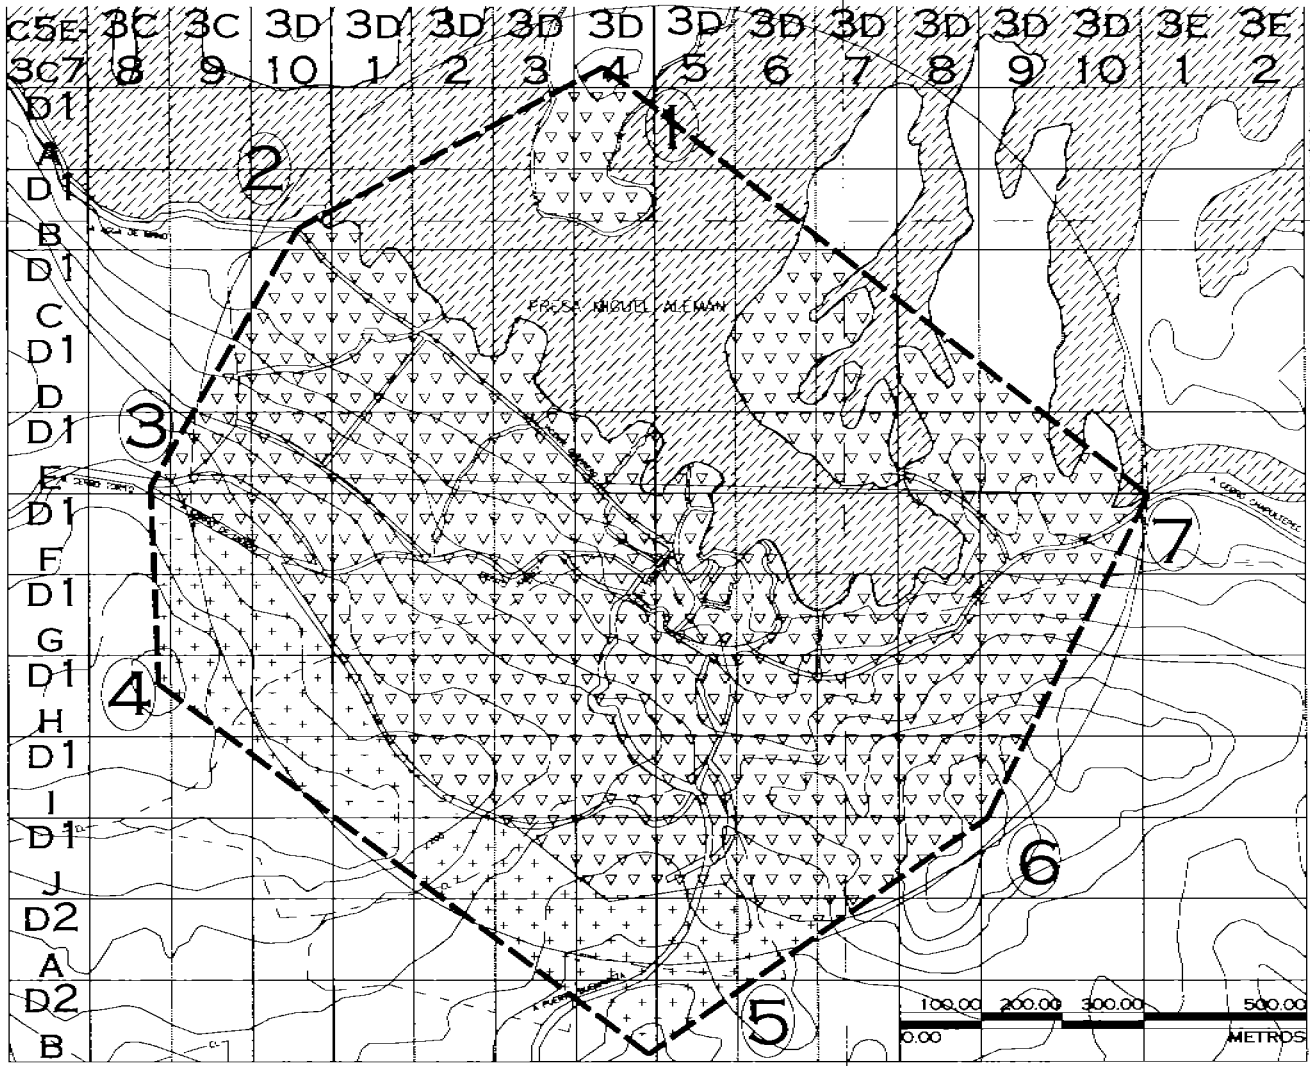 C5E- 3C 3C 3D 3D 3D 3D 3D 3D 3D 3D 3D 3D 3D 3E 3E
3C7 8 9 10 1 2 3 4 5 6 7 8 9 10 1 2
D1
A
D1
B
D1
C
D1
D
D1
E
D1
F
D1
G
D1
H
D1
I
D1
J
D2
A
D2
B
1
2
3
4
5
6
7
PRESA MIGUEL ALEMAN
A CERRO CHAPULTEPEC
100.00 200.00 300.00 500.00
0.00 METROS